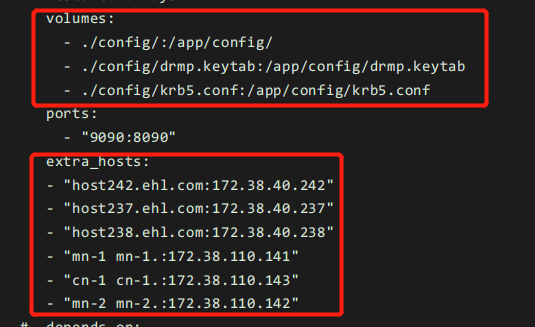 volumes:
- ./config/:/app/config/
- ./config/drmp.keytab:/app/config/drmp.keytab
- ./config/krb5.conf:/app/config/krb5.conf
ports:
- "9090:8090"
extra_hosts:
- "host242.ehl.com:172.38.40.242"
- "host237.ehl.com:172.38.40.237"
- "host238.ehl.com:172.38.40.238"
- "mn-1 mn-1.:172.38.110.141"
- "cn-1 cn-1.:172.38.110.143"
- "mn-2 mn-2.:172.38.110.142"
# depends_on: